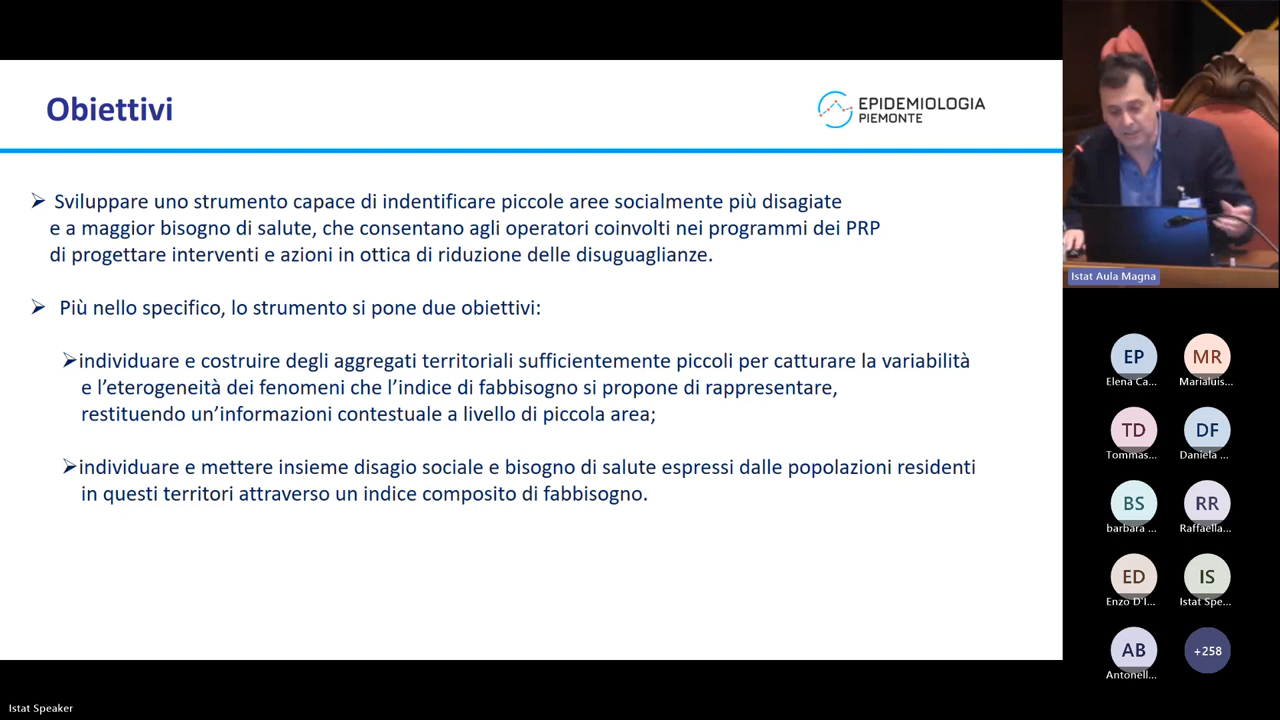 Obiettivi
EPIDEMIOLOGIA
PIEMONTE
Sviluppare uno strumento capace di indentificare piccole aree socialmente più disagiate
e a maggior bisogno di salute, che consentano agli operatori coinvolti nei programmi dei PRP
di progettare interventi e azioni in ottica di riduzione delle disuguaglianze.
Più nello specifico, lo strumento si pone due obiettivi:
individuare e costruire degli aggregati territoriali sufficientemente piccoli per catturare la variabilità
e l'eterogeneità dei fenomeni che l'indice di fabbisogno si propone di rappresentare,
restituendo un'informazioni contestuale a livello di piccola area;
individuare e mettere insieme disagio sociale e bisogno di salute espressi dalle popolazioni residenti
in questi territori attraverso un indice composito di fabbisogno.
Istat Aula Magna
EP MR
Elena Ca... Marialuis...
TD DF
Tommas... Daniela ...
BS RR
barbara ... Raffaella...
ED IS
Enzo D'I... Istat Spe...
AB +258
Antonell...
Istat Speaker